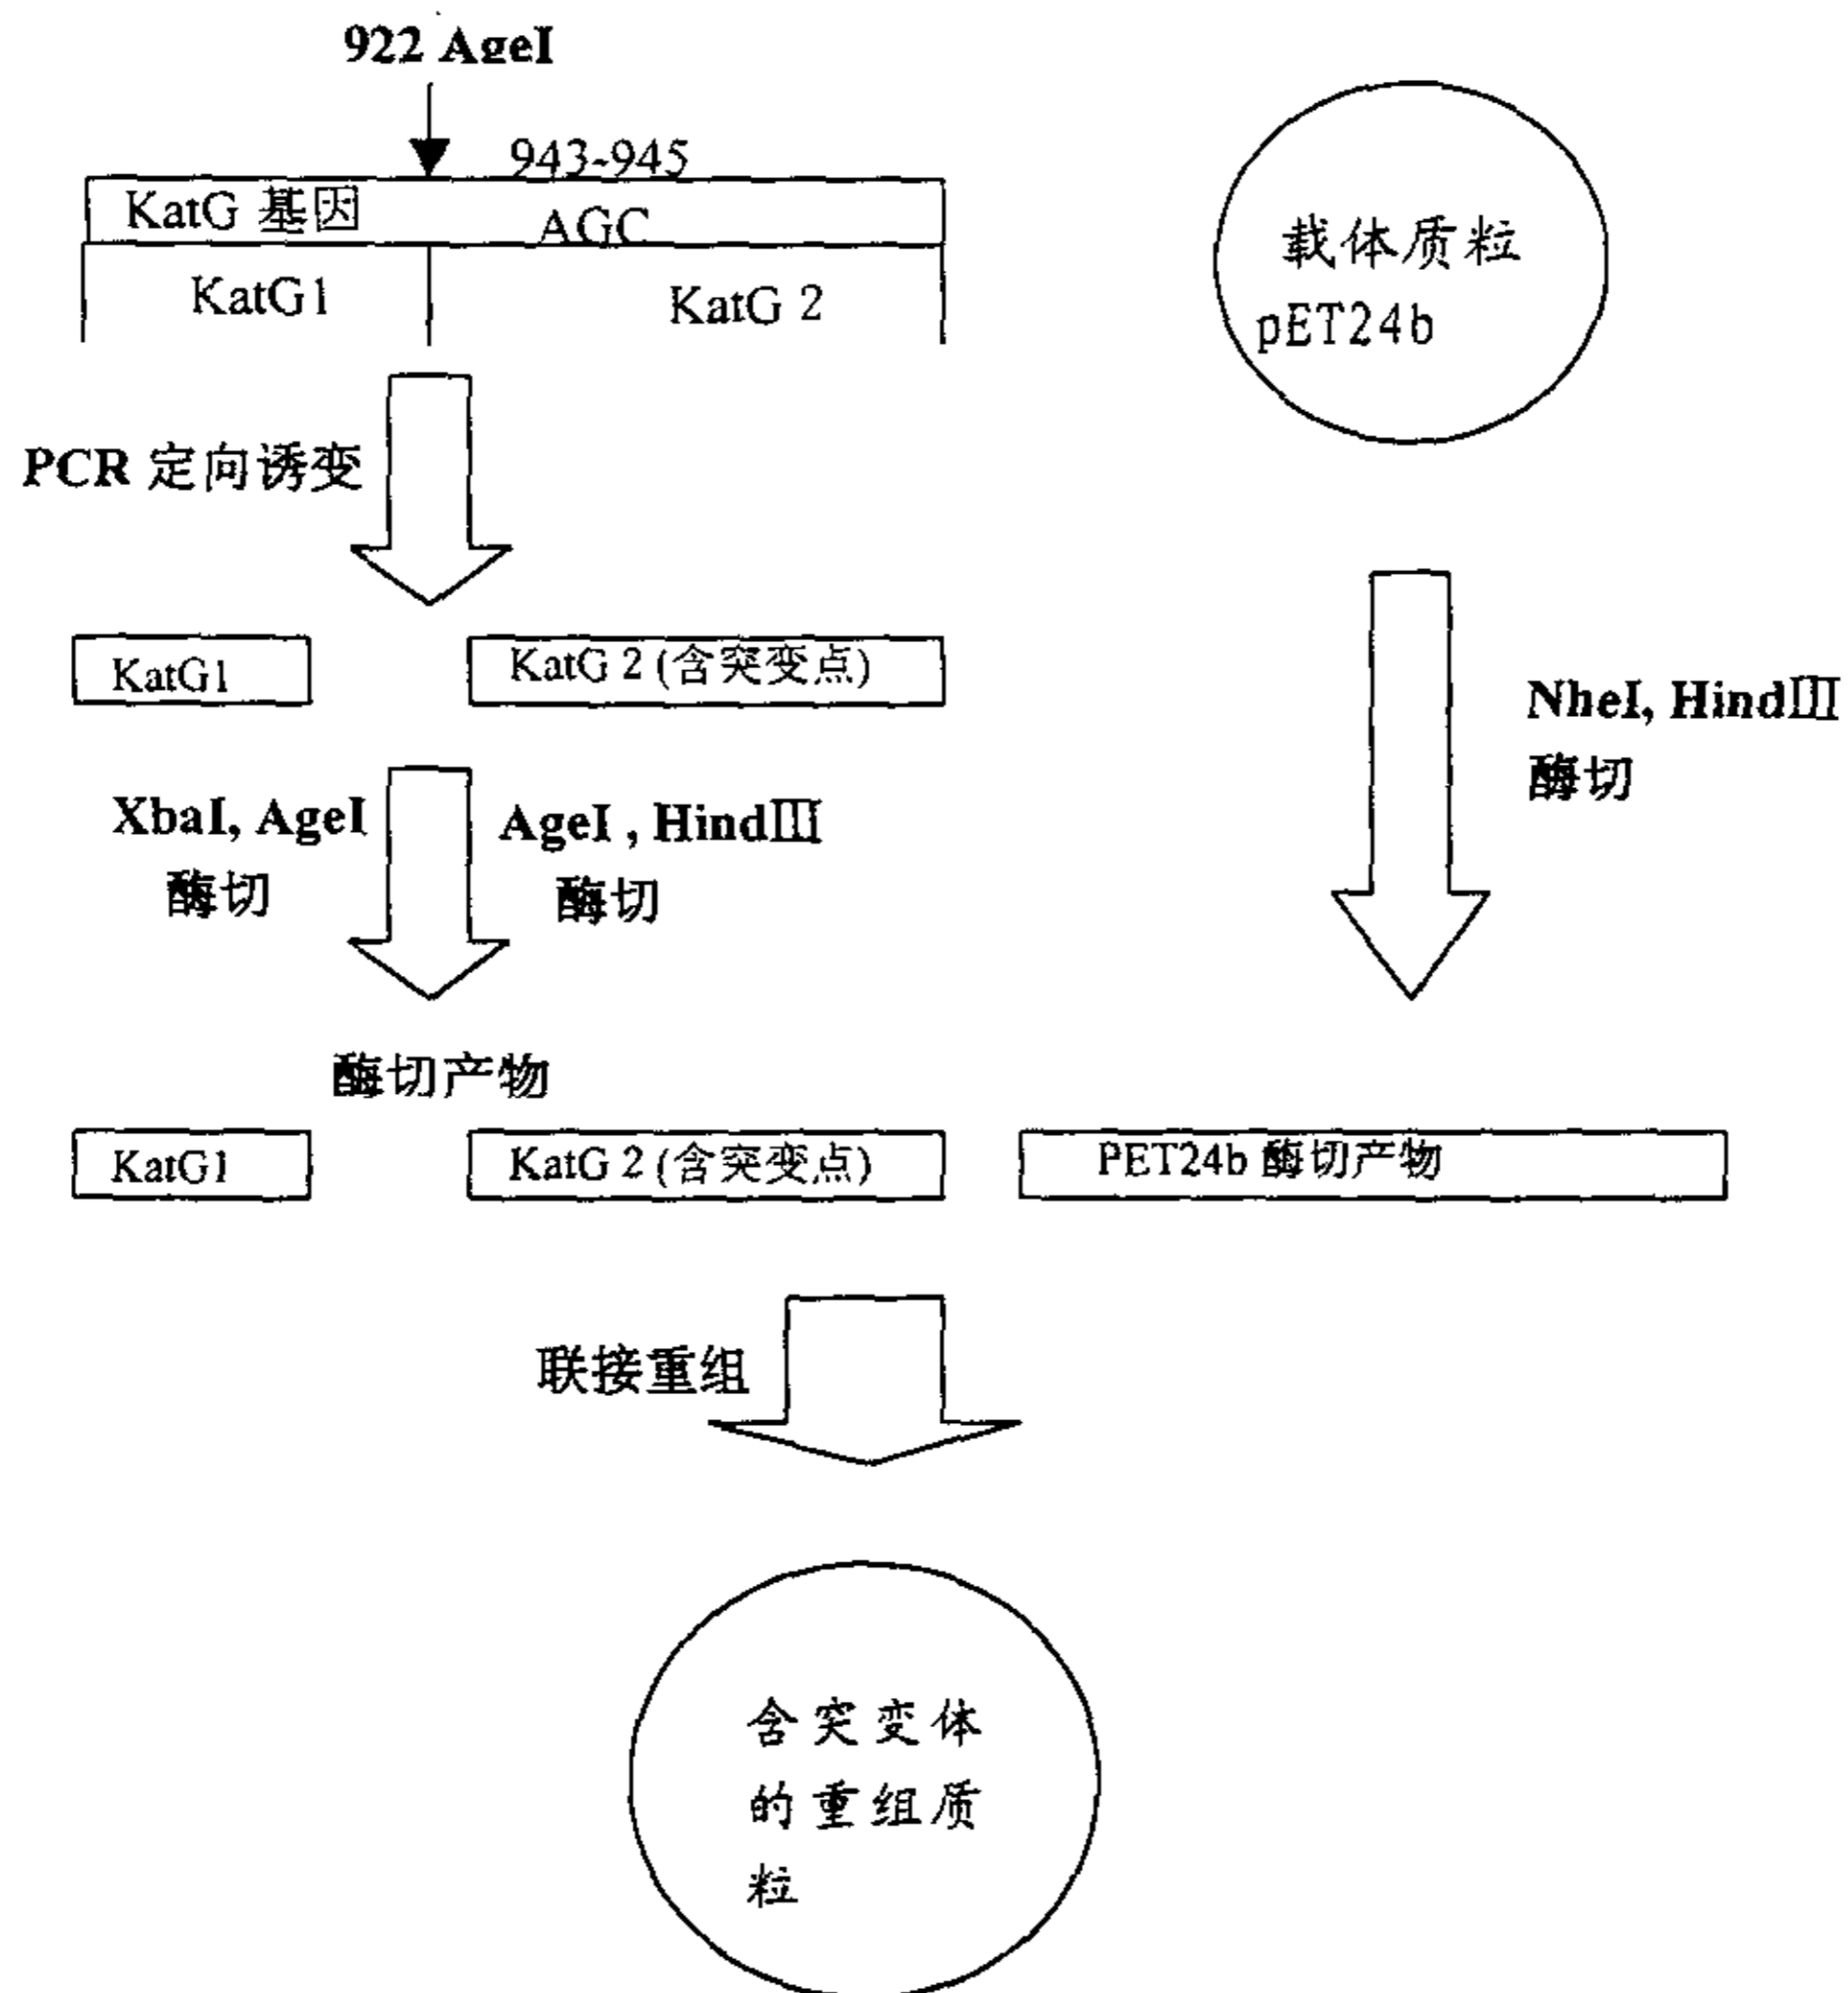 922 AgeI
943-945
KatG 基因
AGC
KatG1
KatG 2
载体质粒
pET24b
PCR 定向诱变
KatG1
KatG 2 (含突变点)
NheI, HindⅢ
酶切
XbaI, AgeI
酶切
AgeI , HindⅢ
酶切
酶切产物
KatG1
KatG 2 (含突变点)
PET24b 酶切产物
联接重组
含突变体
的重组质
粒